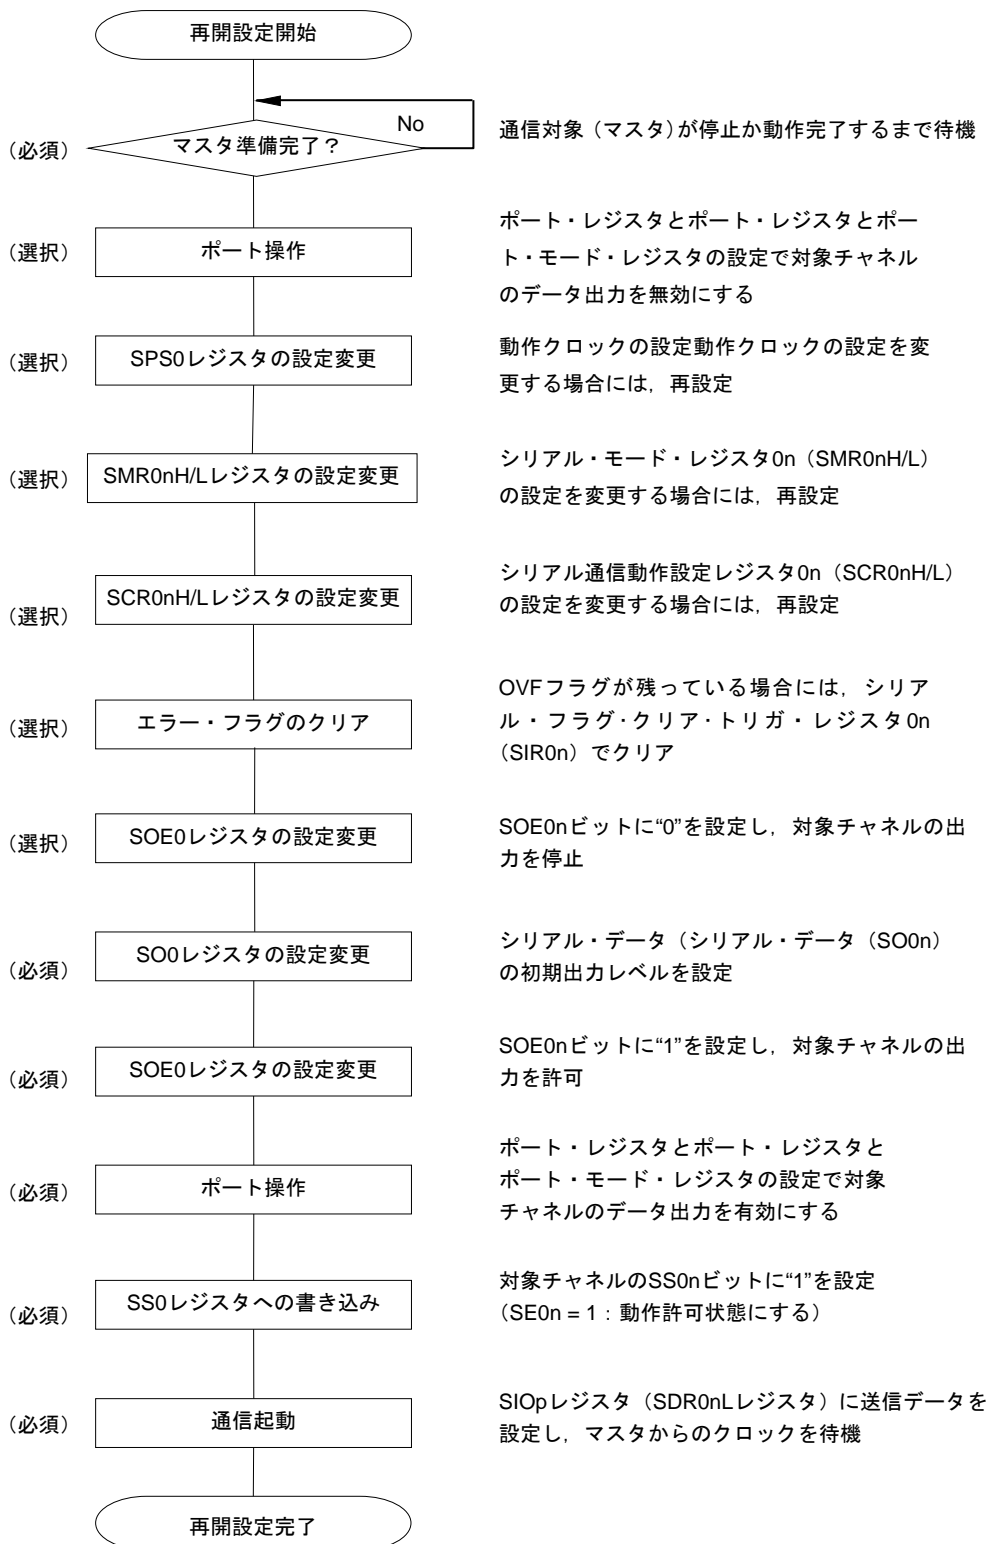 再開設定開始
No
マスタ準備完了？
(必須)
通信対象（マスタ)が停止か動作完了するまで待機
(選択)
ポート操作
ポート・レジスタとポート・レジスタとポー
ト・モード・レジスタの設定で対象チャネル
のデータ出力を無効にする
(選択)
SPS0レジスタの設定変更
動作クロックの設定動作クロックの設定を変
更する場合には，再設定
(選択)
SMR0nH/Lレジスタの設定変更
シリアル・モード・レジスタ0n（SMR0nH/L）
の設定を変更する場合には，再設定
(選択)
SCR0nH/Lレジスタの設定変更
シリアル通信動作設定レジスタ0n（SCR0nH/L）
の設定を変更する場合には，再設定
(選択)
エラー・フラグのクリア
OVFフラグが残っている場合には，シリア
ル・フラグ・クリア・トリガ・レジスタ0n
（SIR0n）でクリア
(選択)
SOE0レジスタの設定変更
SOE0nビットに“0”を設定し，対象チャネルの出
力を停止
(必須)
SO0レジスタの設定変更
シリアル・データ（シリアル・データ（SO0n）
の初期出力レベルを設定
(必須)
SOE0レジスタの設定変更
SOE0nビットに“1”を設定し，対象チャネルの出
力を許可
(必須)
ポート操作
ポート・レジスタとポート・レジスタと
ポート・モード・レジスタの設定で対象
チャネルのデータ出力を有効にする
(必須)
SS0レジスタへの書き込み
対象チャネルのSS0nビットに“1”を設定
（SE0n = 1：動作許可状態にする）
(必須)
通信起動
SIOpレジスタ（SDR0nLレジスタ）に送信データを
設定し，マスタからのクロックを待機
再開設定完了